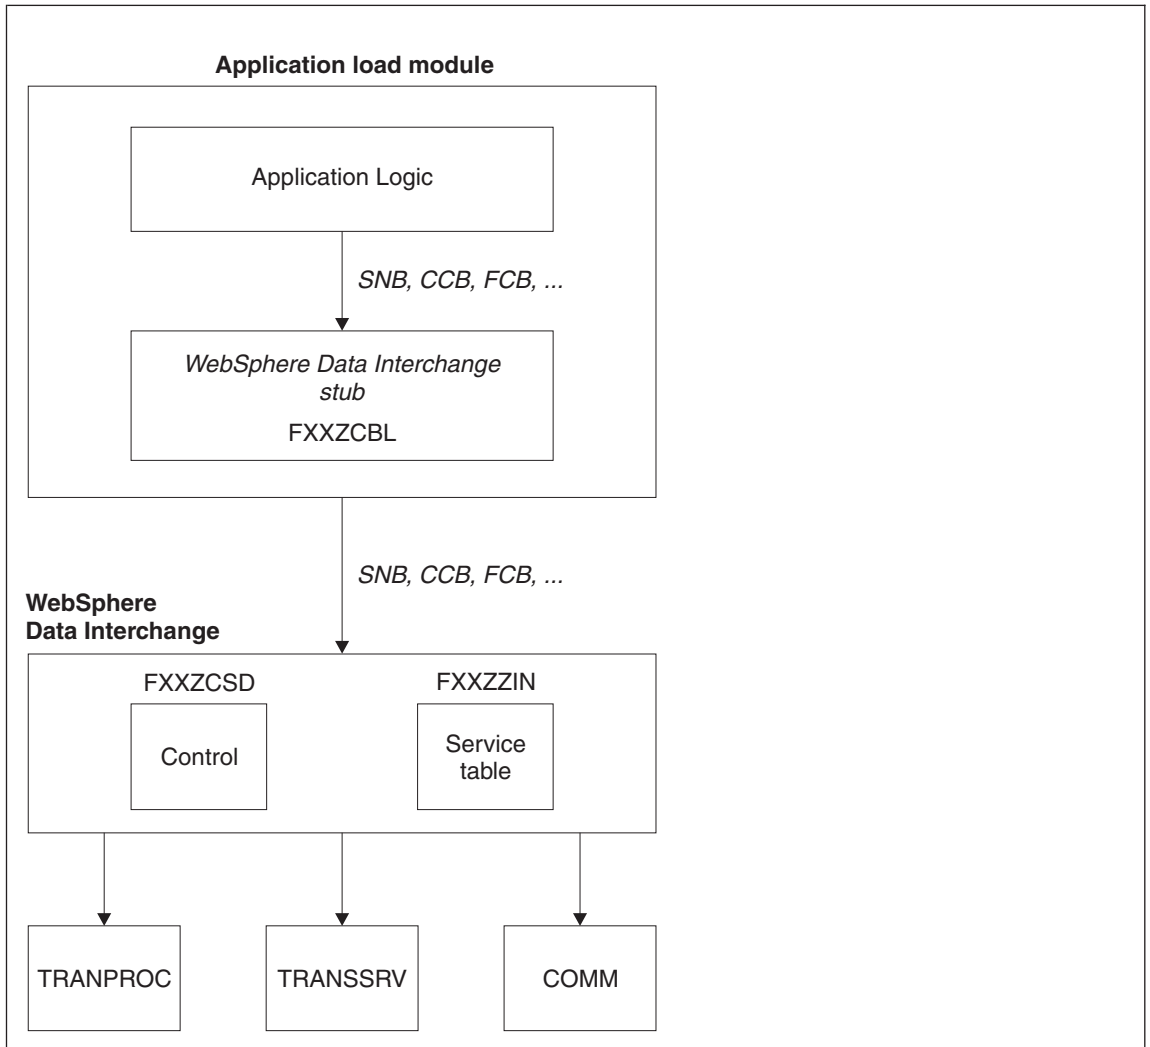 Application load module
Application Logic
SNB, CCB, FCB, ...
WebSphere Data Interchange
stub
FXXZCBL
SNB, CCB, FCB, ...
WebSphere
Data Interchange
FXXZCSD
FXXZZIN
Control
Service
table
TRANPROC
TRANSSRV
COMM